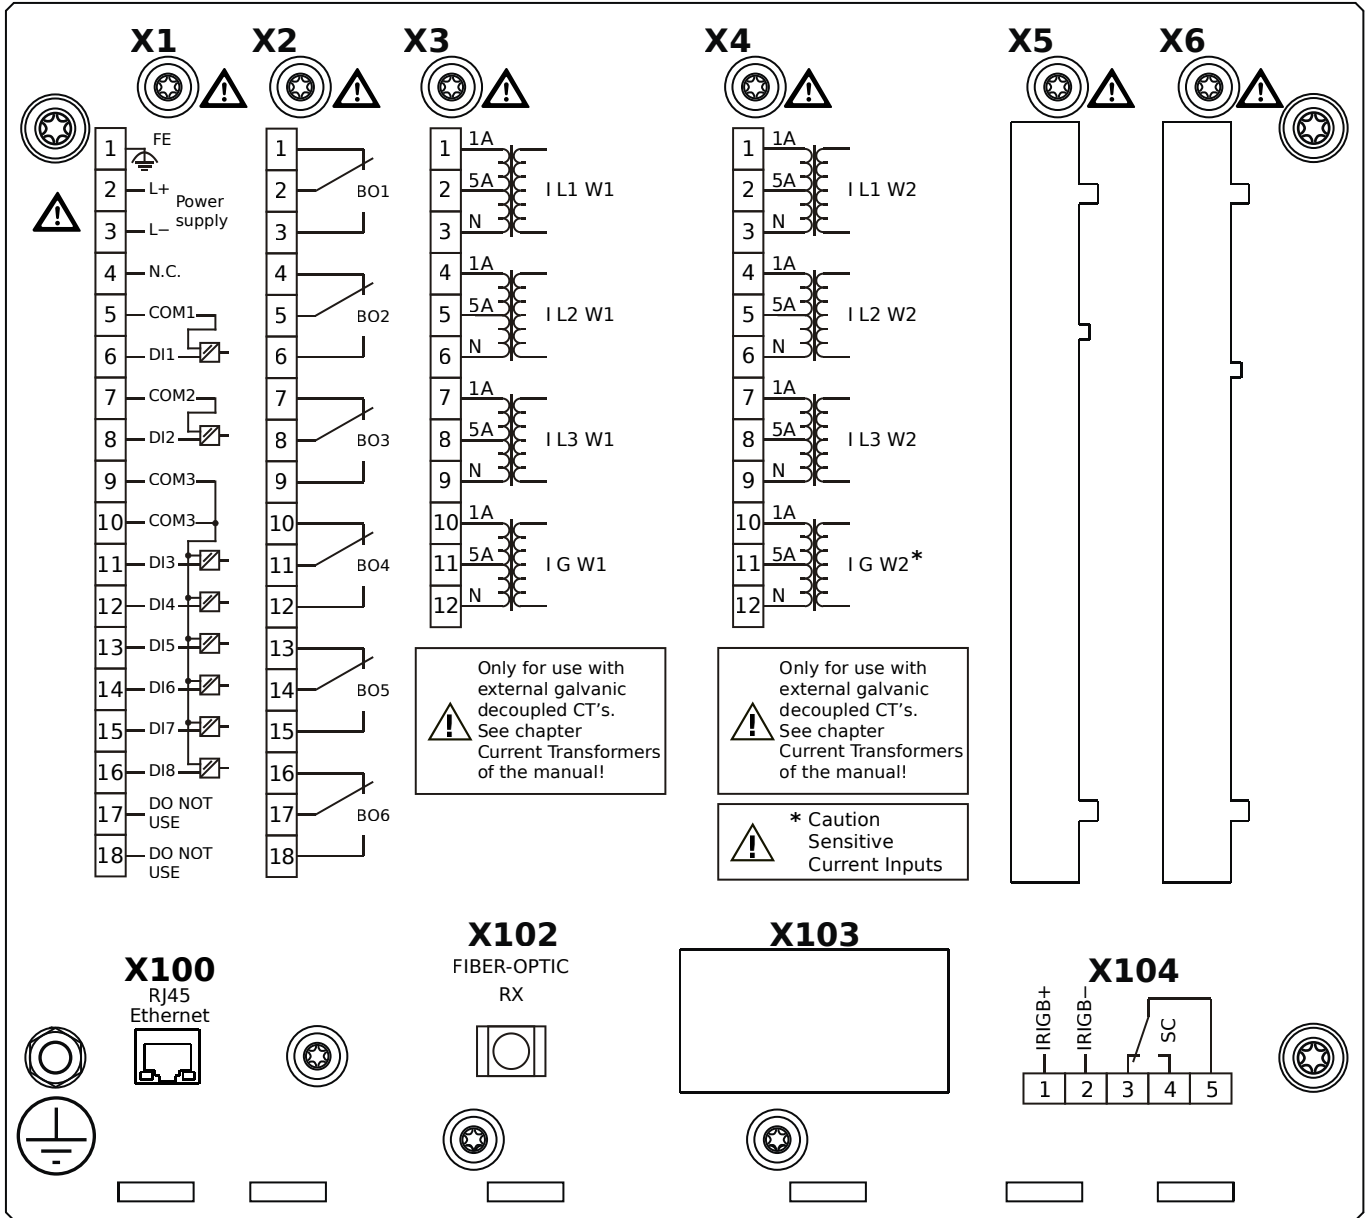 X1
X2
X3
X4
X5
X6
1 FE
2 L+
Power
supply
3 L−
4 N.C.
5 COM1
6 DI1
7 COM2
8 DI2
9 COM3
10 COM3
11 DI3
12 DI4
13 DI5
14 DI6
15 DI7
16 DI8
17 DO NOT
USE
18 DO NOT
USE
1
2 BO1
3
4
5 BO2
6
7
8 BO3
9
10
11 BO4
12
13
14 BO5
15
16
17 BO6
18
1 1A
2 5A I L1 W1
3 N
4 1A
5 5A I L2 W1
6 N
7 1A
8 5A I L3 W1
9 N
10 1A
11 5A I G W1
12 N
Only for use with
external galvanic
decoupled CT's.
See chapter
Current Transformers
of the manual!
1 1A
2 5A I L1 W2
3 N
4 1A
5 5A I L2 W2
6 N
7 1A
8 5A I L3 W2
9 N
10 1A
11 5A I G W2*
12 N
Only for use with
external galvanic
decoupled CT's.
See chapter
Current Transformers
of the manual!
* Caution
Sensitive
Current Inputs
X100
RJ45
Ethernet
X102
FIBER-OPTIC
RX
X103
X104
IRIGB+
IRIGB−
SC
1 2 3 4 5